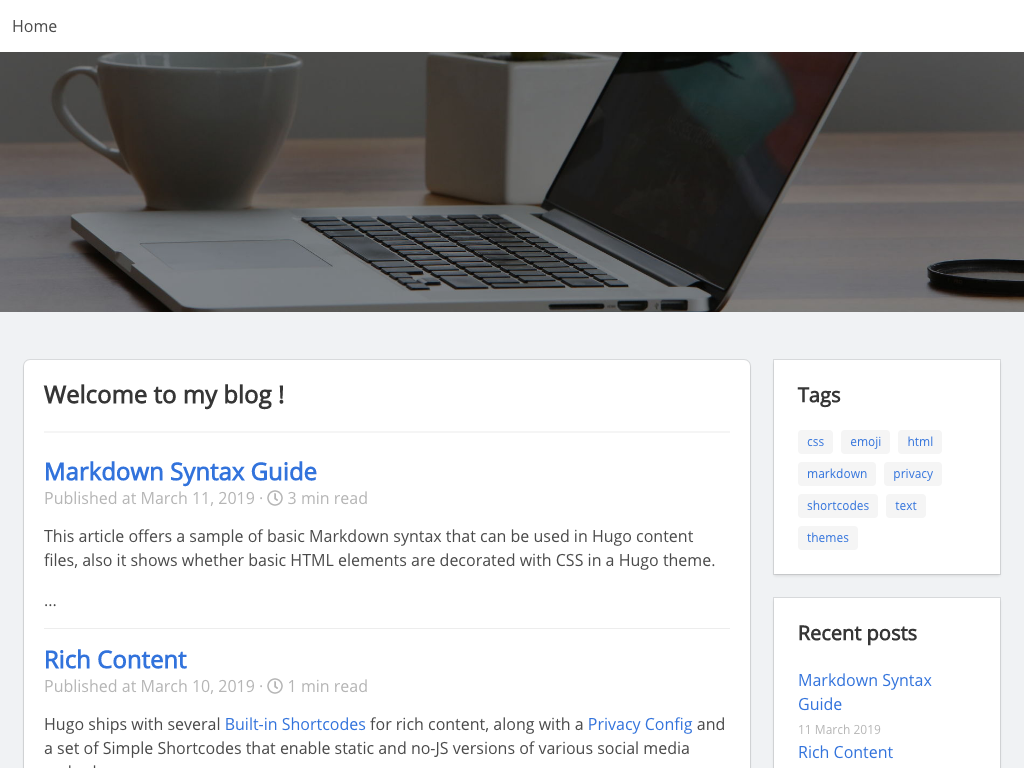 Home
Welcome to my blog !
Markdown Syntax Guide
Published at March 11, 2019 · 3 min read
This article offers a sample of basic Markdown syntax that can be used in Hugo content
files, also it shows whether basic HTML elements are decorated with CSS in a Hugo theme.
...
Rich Content
Published at March 10, 2019 · 1 min read
Hugo ships with several Built-in Shortcodes for rich content, along with a Privacy Config and
a set of Simple Shortcodes that enable static and no-JS versions of various social media
Tags
css emoji html
markdown privacy
shortcodes text
themes
Recent posts
Markdown Syntax
Guide
11 March 2019
Rich Content